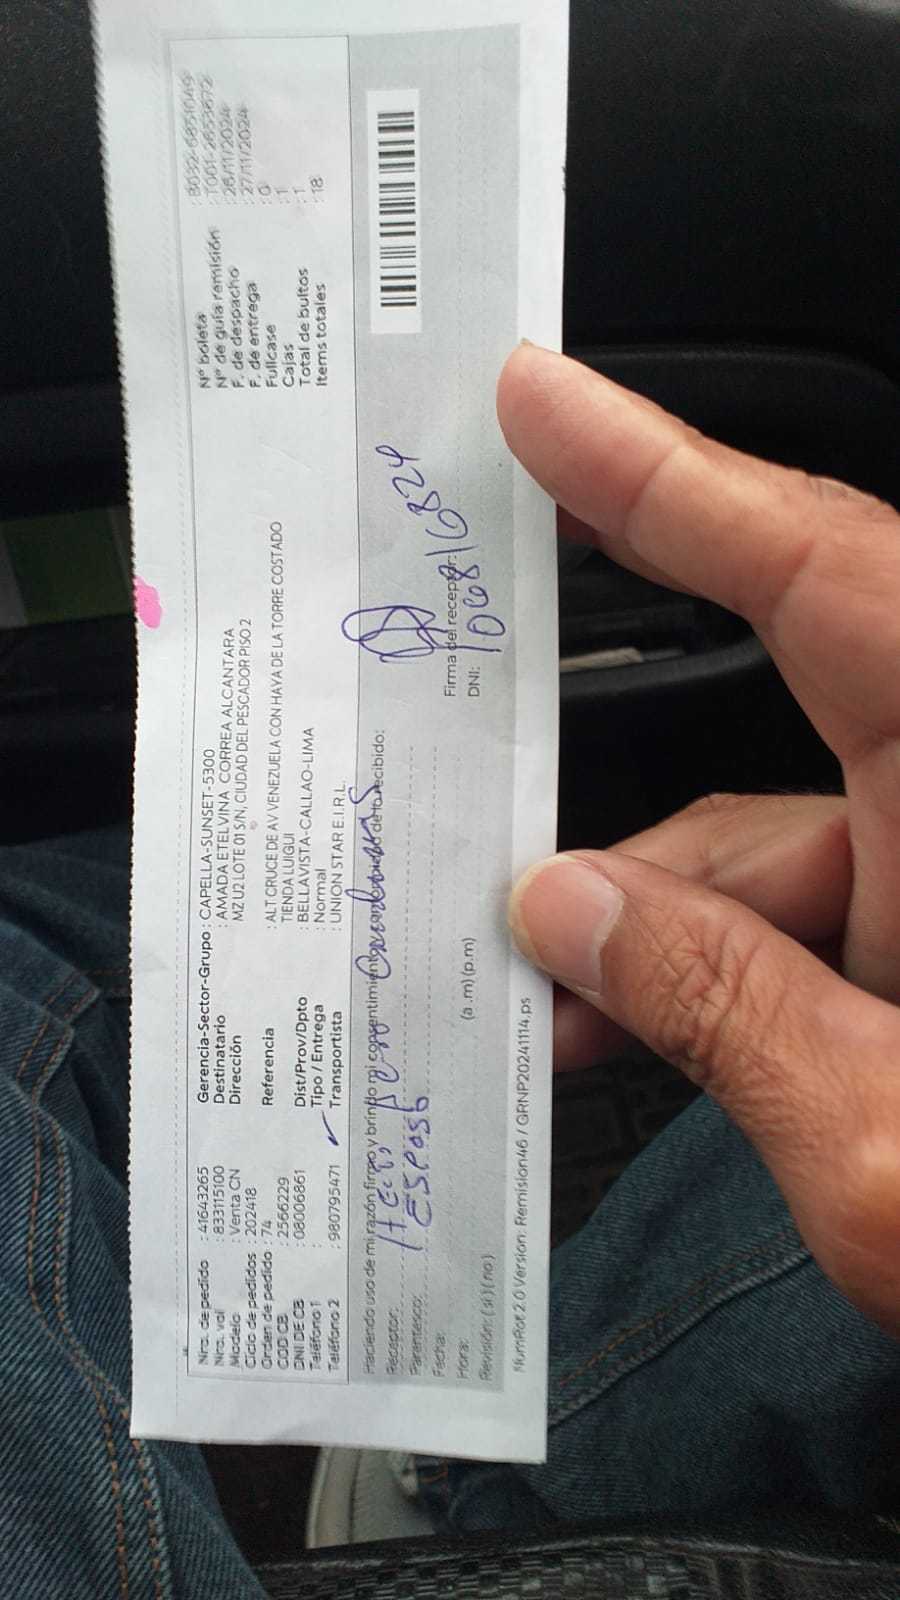 Nro. de pedido : 41643265
Nro. vol : 833115100
Modelo : Venta CN
Ciclo de pedidos : 202418
Orden de pedido : 74
COD CB : 2566229
DNI DE CB : 08006861
Teléfono 1 :
Teléfono 2 : 980795471
Gerencia-Sector-Grupo : CAPELLA-SUNSET-5300
Destinatario : AMADA ETELVINA CORREA ALCANTARA
Dirección MZ U2 LOTE 01 S/N, CIUDAD DEL PESCADOR PISO 2
Referencia : ALT CRUCE DE AV VENEZUELA CON HAYA DE LA TORRE COSTADO
TIENDA LUIGUI
Dist/Prov/Dpto : BELLAVISTA-CALLAO-LIMA
Tipo / Entrega : Normal
Transportista : UNION STAR E.I.R.L.
Nº boleta : B032-6851049
Nº de guía remisión : T001-2653672
F. de despacho : 26/11/2024
F. de entrega : 27/11/2024
Fullcase : 0
Cajas : 1
Total de bultos : 1
Items totales : 18
Haciendo uso de mi razón firmo y brindo mi consentimiento de lo recibido:
Receptor:
Parentesco: ESPOSO
Fecha:
Hora: (a.m) (p.m)
Revisión: ( si ) ( no )
Firma del receptor:
DNI: 106816824
NumRot 2.0 Version: Remision46 / GRNP20241114.ps